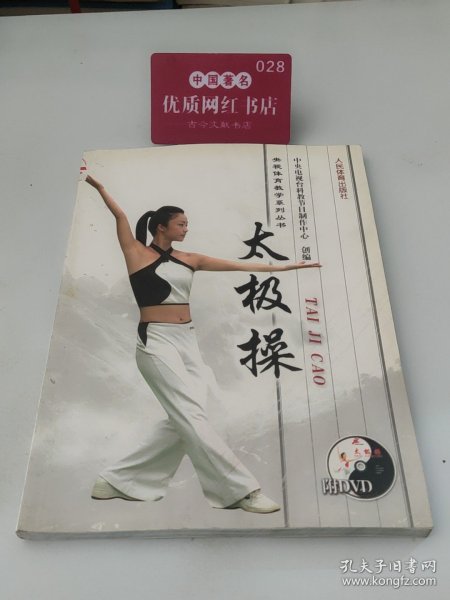 028
中国著名
优质网红书店
古今文献书店
人民体育出版社
中央电视台科教节目制作中心 创编
央视体育教学系列丛书
太极操
TAI JI CAO
附DVD
孔夫子旧书网
www.kongfz.com